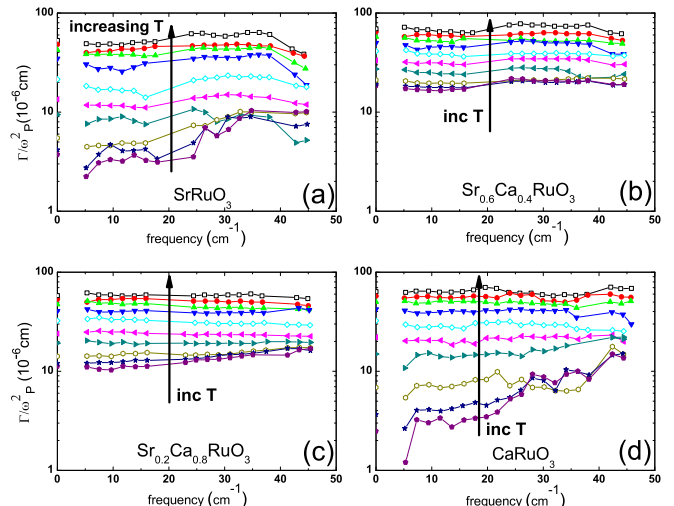 100
increasing T
10
1
Γ/ω²_P (10⁻⁶cm)
SrRuO₃
(a)
0 10 20 30 40 50
frequency (cm⁻¹)
100
10
1
inc T
Sr₀.₆Ca₀.₄RuO₃
(b)
0 10 20 30 40 50
frequency (cm⁻¹)
100
10
1
Γ/ω²_P (10⁻⁶cm)
inc T
Sr₀.₂Ca₀.₈RuO₃
(c)
0 10 20 30 40 50
frequency (cm⁻¹)
100
10
1
inc T
CaRuO₃
(d)
0 10 20 30 40 50
frequency (cm⁻¹)